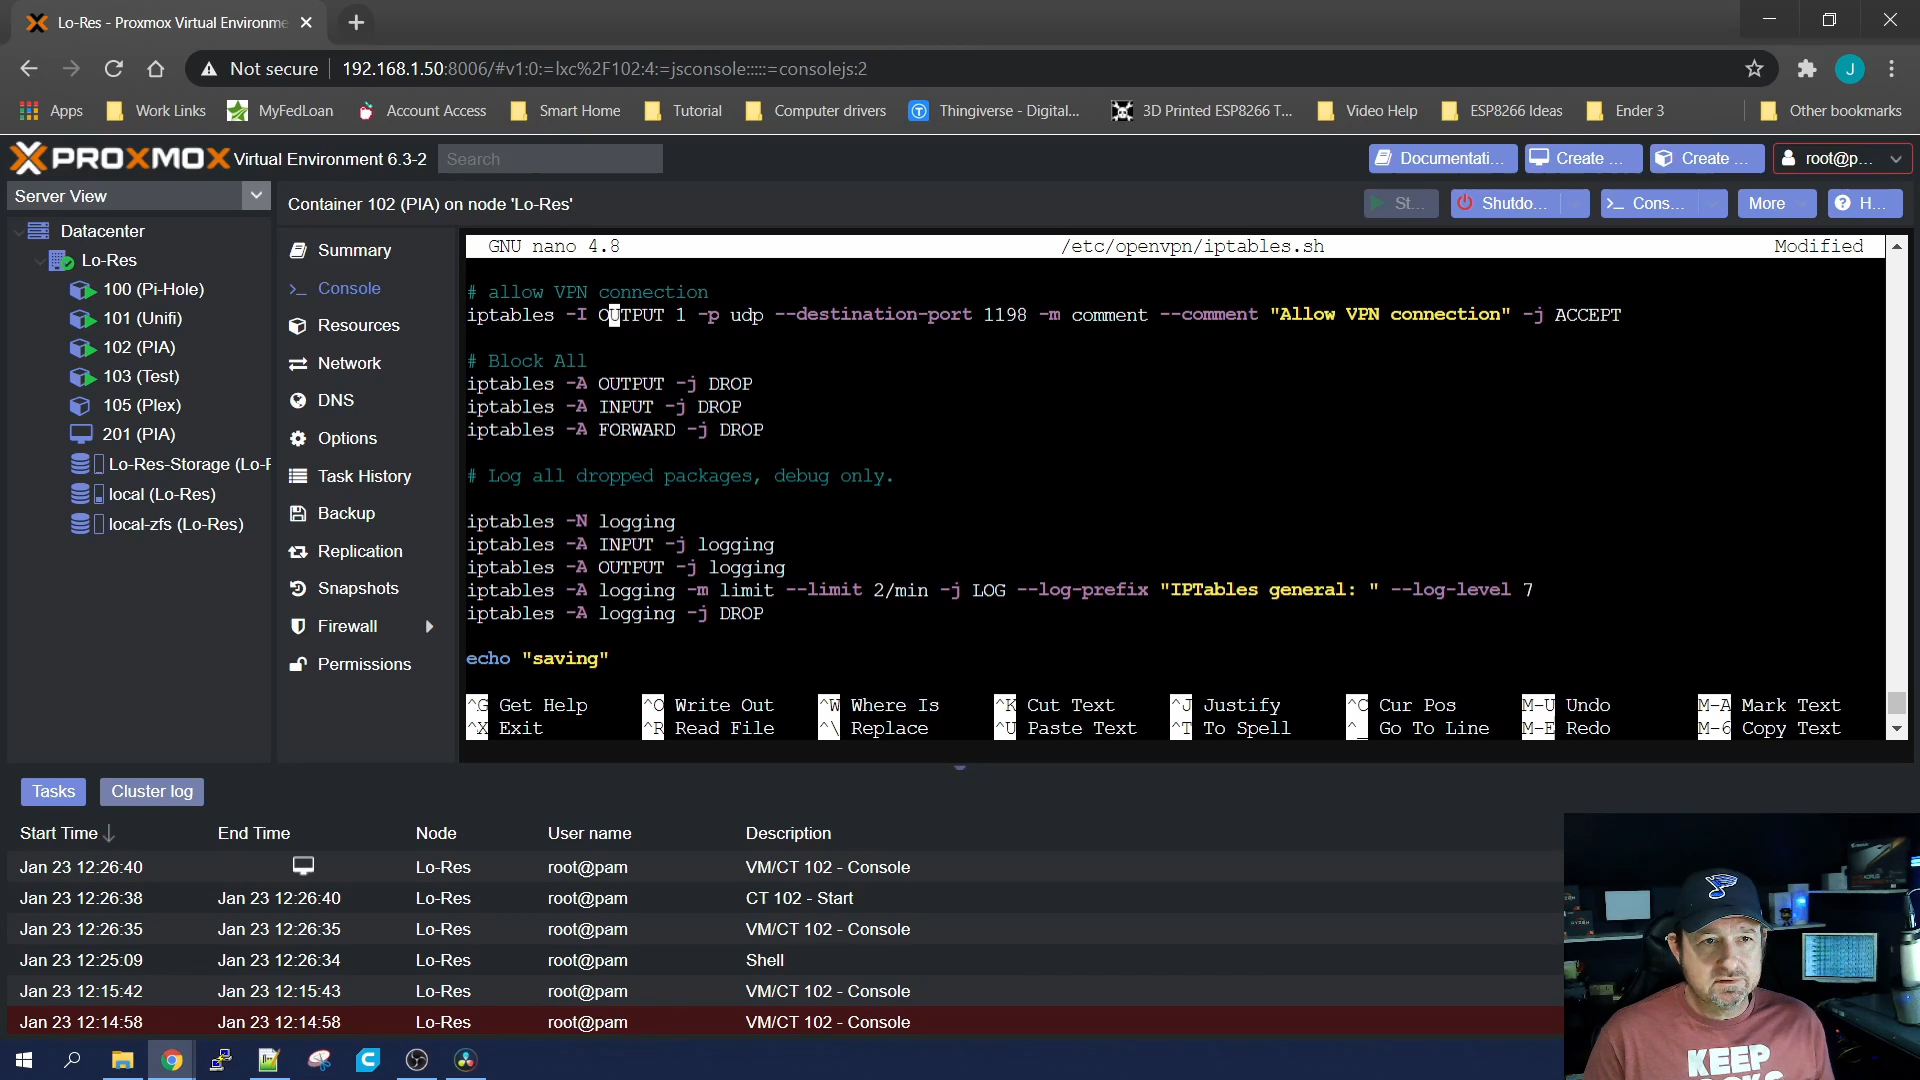 Lo-Res - Proxmox Virtual Environme
Not secure 192.168.1.50:8006/#v1:0:=lxc%2F102:4:=jsconsole:::::=consolejs:2
J
Apps Work Links MyFedLoan Account Access Smart Home Tutorial Computer drivers Thingiverse - Digital... 3D Printed ESP8266 T... Video Help ESP8266 Ideas Ender 3 Other bookmarks
PROXMOX Virtual Environment 6.3-2 Search Documentati... Create ... Create ... root@p...
Server View
Container 102 (PIA) on node 'Lo-Res' St... Shutdo... Cons... More H...
Datacenter
Lo-Res
100 (Pi-Hole)
101 (Unifi)
102 (PIA)
103 (Test)
105 (Plex)
201 (PIA)
Lo-Res-Storage (Lo-F
local (Lo-Res)
local-zfs (Lo-Res)
Summary
Console
Resources
Network
DNS
Options
Task History
Backup
Replication
Snapshots
Firewall
Permissions
GNU nano 4.8 /etc/openvpn/iptables.sh Modified
# allow VPN connection
iptables -I OUTPUT 1 -p udp --destination-port 1198 -m comment --comment "Allow VPN connection" -j ACCEPT
# Block All
iptables -A OUTPUT -j DROP
iptables -A INPUT -j DROP
iptables -A FORWARD -j DROP
# Log all dropped packages, debug only.
iptables -N logging
iptables -A INPUT -j logging
iptables -A OUTPUT -j logging
iptables -A logging -m limit --limit 2/min -j LOG --log-prefix "IPTables general: " --log-level 7
iptables -A logging -j DROP
echo "saving"
^G Get Help ^O Write Out ^W Where Is ^K Cut Text ^J Justify ^C Cur Pos M-U Undo M-A Mark Text
^X Exit ^R Read File ^\ Replace ^U Paste Text ^T To Spell ^_ Go To Line M-E Redo M-6 Copy Text
Tasks Cluster log
Start Time End Time Node User name Description
Jan 23 12:26:40 Lo-Res root@pam VM/CT 102 - Console
Jan 23 12:26:38 Jan 23 12:26:40 Lo-Res root@pam CT 102 - Start
Jan 23 12:26:35 Jan 23 12:26:35 Lo-Res root@pam VM/CT 102 - Console
Jan 23 12:25:09 Jan 23 12:26:34 Lo-Res root@pam Shell
Jan 23 12:15:42 Jan 23 12:15:43 Lo-Res root@pam VM/CT 102 - Console
Jan 23 12:14:58 Jan 23 12:14:58 Lo-Res root@pam VM/CT 102 - Console
KEEP